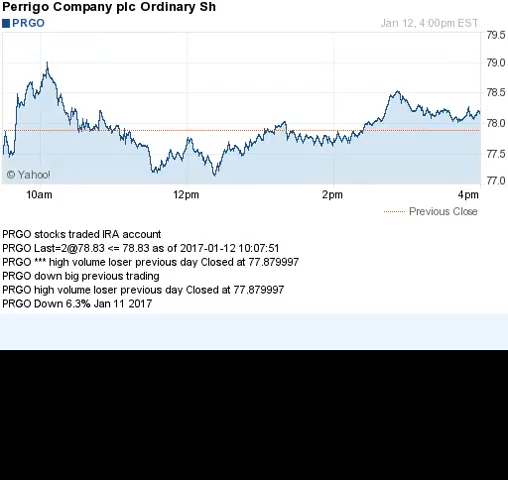 Perrigo Company plc Ordinary Sh
PRGO Jan 12, 4:00pm EST
79.5
79.0
78.5
78.0
77.5
77.0
© Yahoo!
10am 12pm 2pm 4pm
Previous Close
PRGO stocks traded IRA account
PRGO Last=2@78.83 <= 78.83 as of 2017-01-12 10:07:51
PRGO *** high volume loser previous day Closed at 77.879997
PRGO down big previous trading
PRGO high volume loser previous day Closed at 77.879997
PRGO Down 6.3% Jan 11 2017